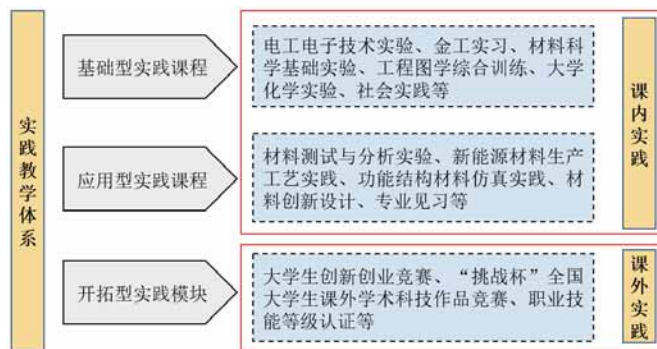 实践教学体系
基础型实践课程
电工电子技术实验、金工实习、材料科
学基础实验、工程图学综合训练、大学
化学实验、社会实践等
应用型实践课程
材料测试与分析实验、新能源材料生产
工艺实践、功能结构材料仿真实践、材
料创新设计、专业见习等
课内实践
开拓型实践模块
大学生创新创业竞赛、“挑战杯”全国
大学生课外学术科技作品竞赛、职业技
能等级认证等
课外实践